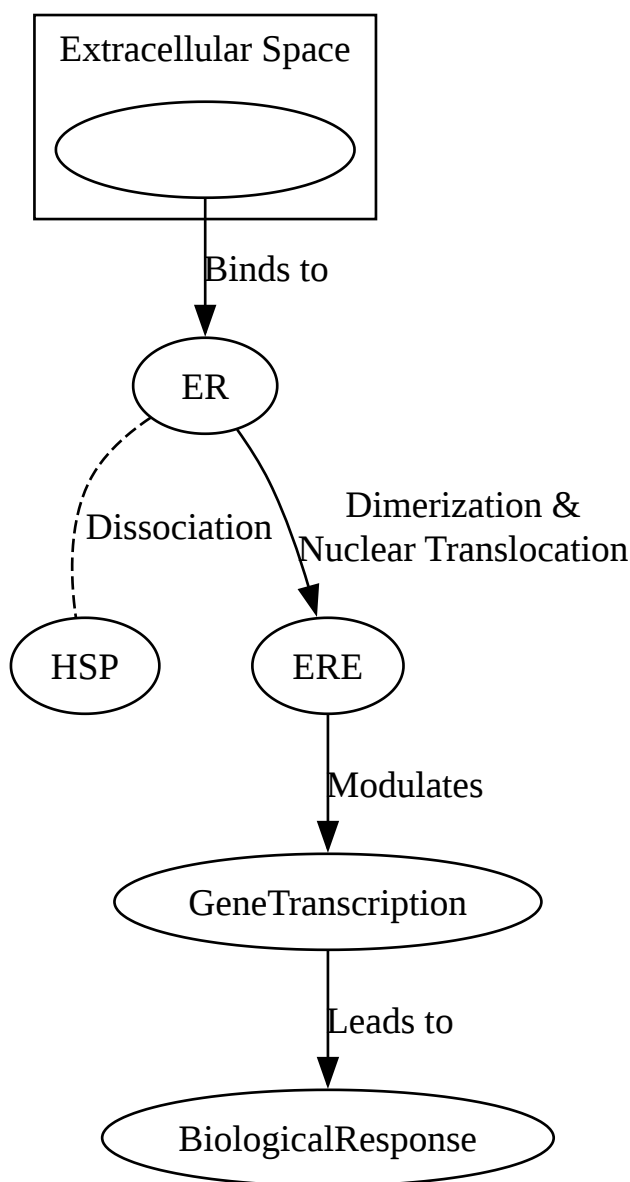 Extracellular Space
Binds to
ER
Dissociation
Dimerization &
Nuclear Translocation
HSP
ERE
Modulates
GeneTranscription
Leads to
BiologicalResponse